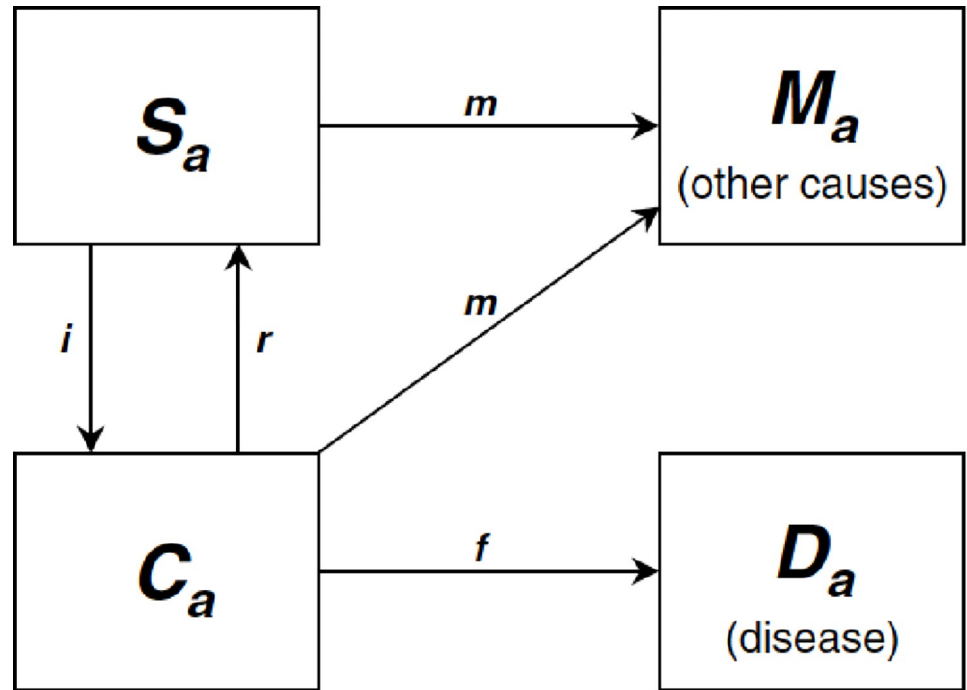 S_a
m
M_a
(other causes)
i
r
m
C_a
f
D_a
(disease)